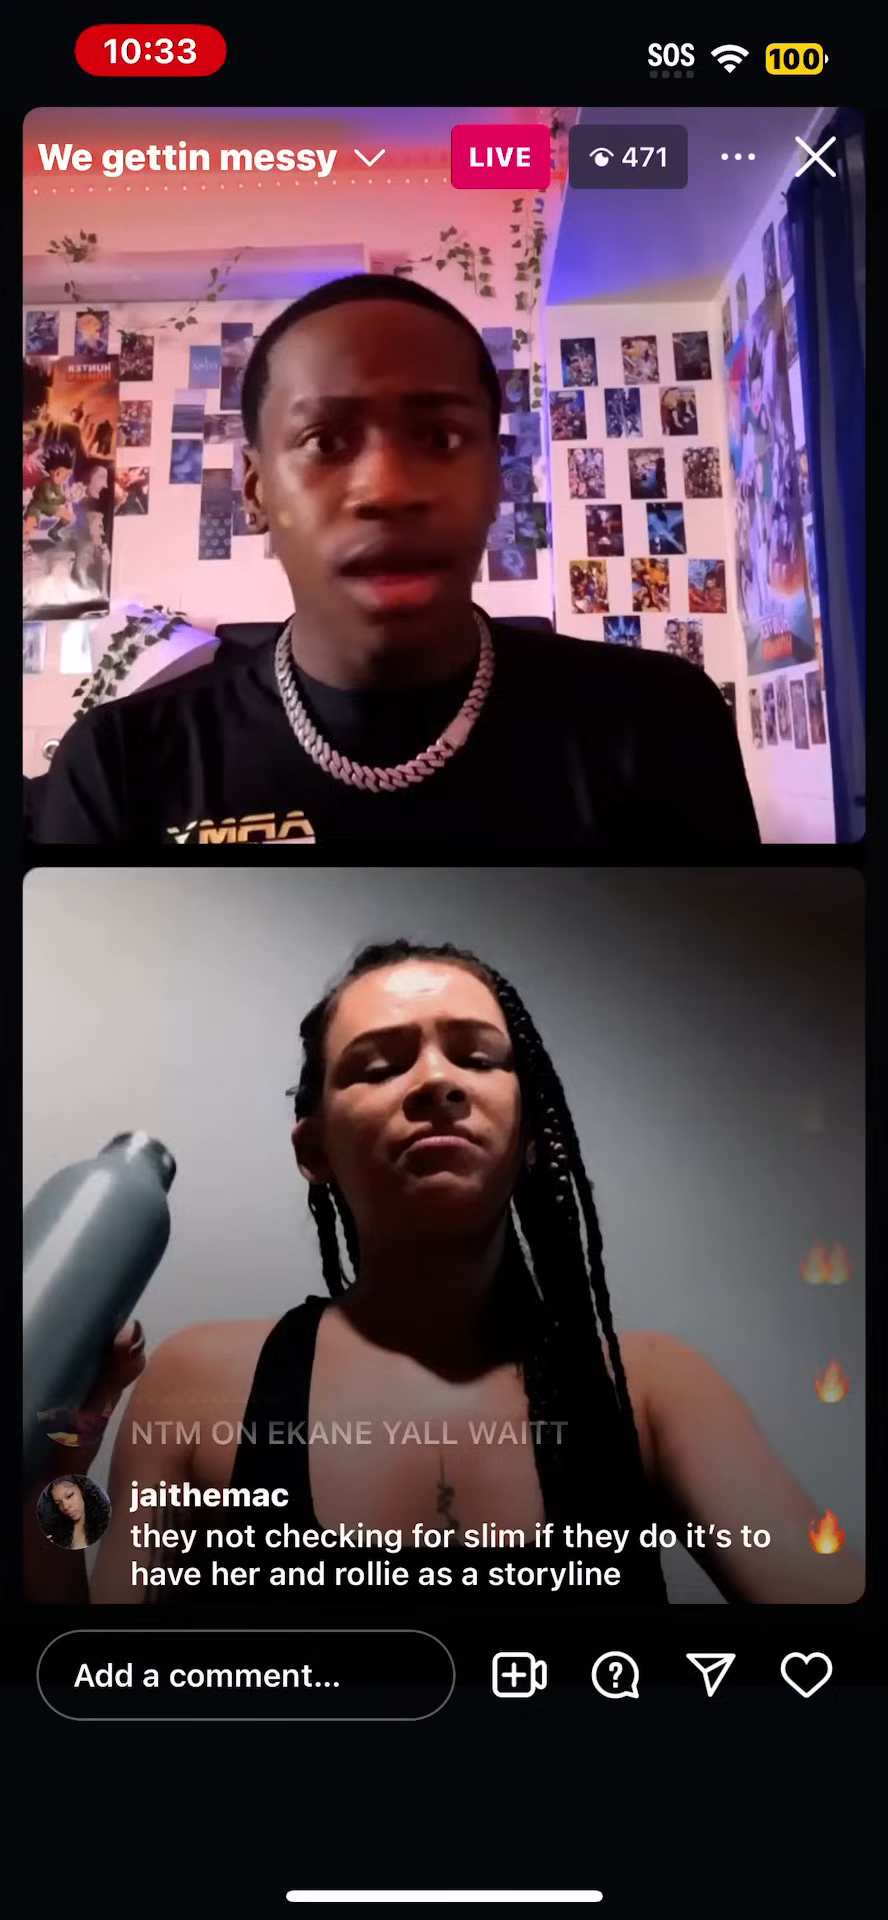 10:33
SOS
100
We gettin messy
LIVE
471
YMRA
NTM ON EKANE YALL WAITT
jaithemac
they not checking for slim if they do it’s to
have her and rollie as a storyline
Add a comment...